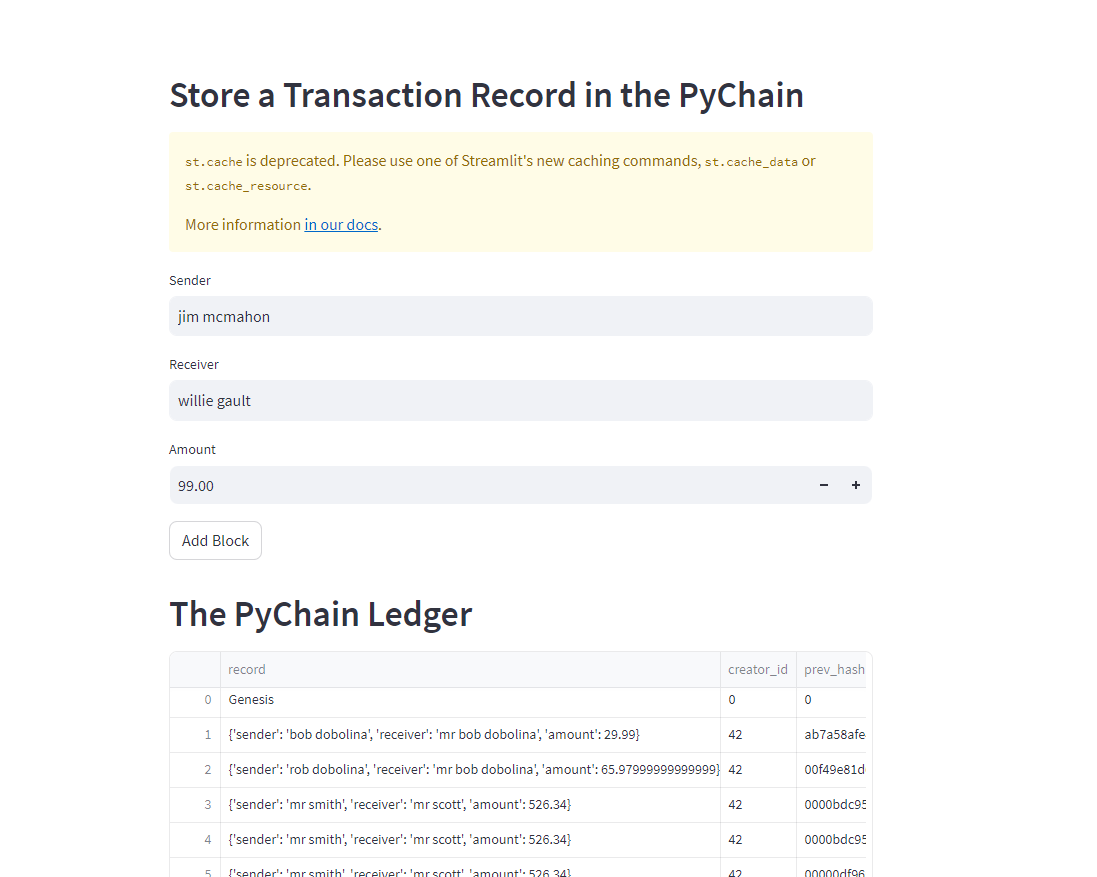 Store a Transaction Record in the PyChain
st.cache is deprecated. Please use one of Streamlit's new caching commands, st.cache_data or
st.cache_resource.
More information in our docs.
Sender
jim mcmahon
Receiver
willie gault
Amount
99.00 − +
Add Block
The PyChain Ledger
record creator_id prev_hash
0 Genesis 0 0
1 {'sender': 'bob dobolina', 'receiver': 'mr bob dobolina', 'amount': 29.99} 42 ab7a58afe
2 {'sender': 'rob dobolina', 'receiver': 'mr bob dobolina', 'amount': 65.97999999999999} 42 00f49e81d
3 {'sender': 'mr smith', 'receiver': 'mr scott', 'amount': 526.34} 42 0000bdc95
4 {'sender': 'mr smith', 'receiver': 'mr scott', 'amount': 526.34} 42 0000bdc95
5 {'sender': 'mr smith', 'receiver': 'mr scott', 'amount': 526.34} 42 00000df96